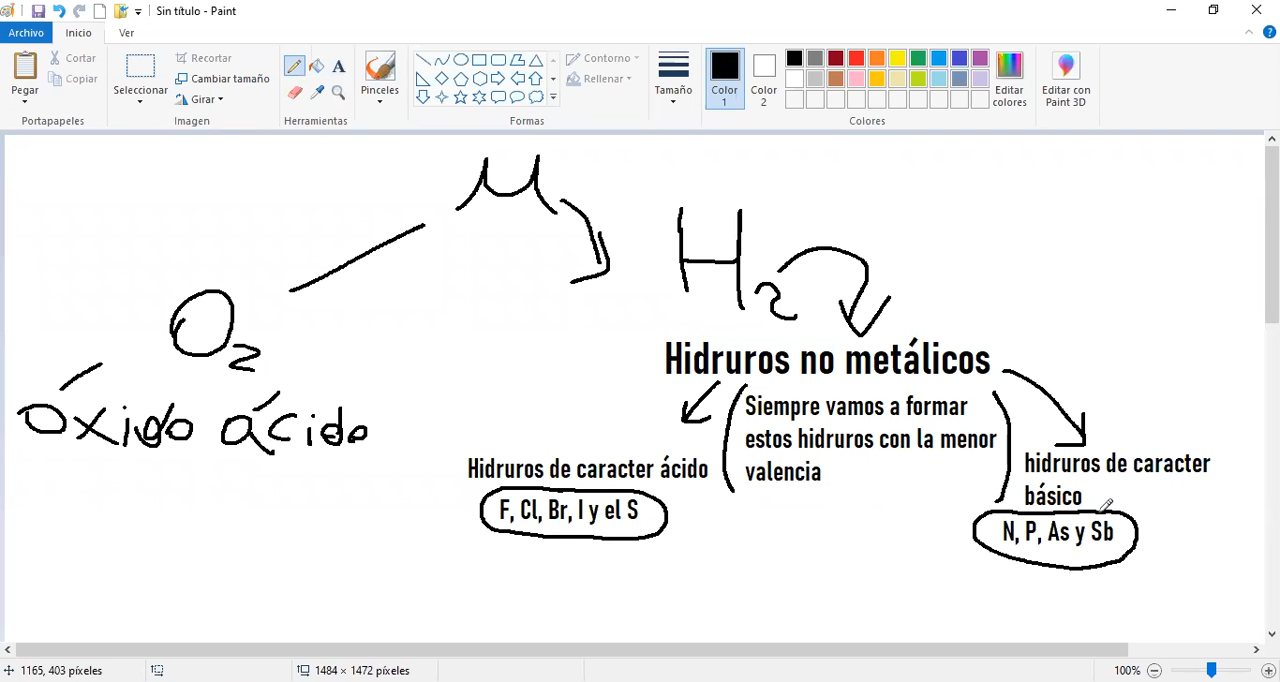 Sin título - Paint
Archivo Inicio Ver
Pegar
Cortar
Copiar
Portapapeles
Seleccionar
Recortar
Cambiar tamaño
Girar
Imagen
A
Herramientas
Pinceles
Contorno
Rellenar
Formas
Tamaño
Color
1
Color
2
Editar
colores
Colores
Editar con
Paint 3D
H2
O2
óxido ácido
Hidruros no metálicos
Siempre vamos a formar
estos hidruros con la menor
valencia
Hidruros de caracter ácido
F, Cl, Br, I y el S
hidruros de caracter
básico
N, P, As y Sb
1165, 403 píxeles
1484 × 1472 píxeles
100%